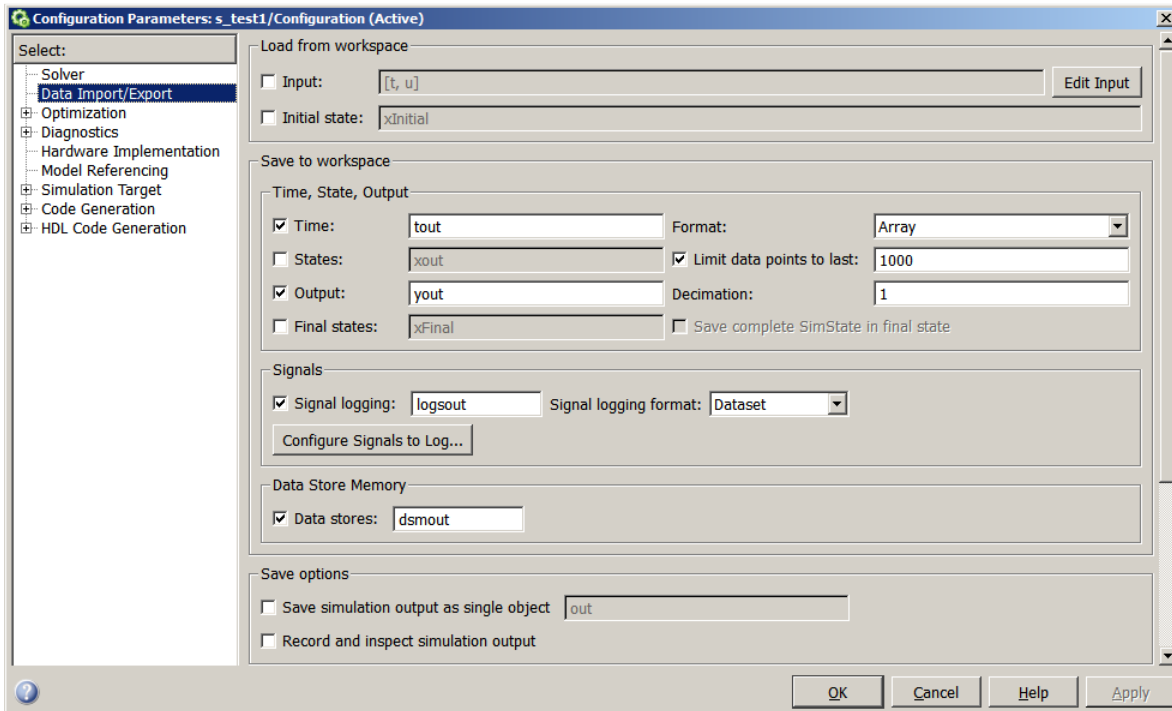 Configuration Parameters: s_test1/Configuration (Active)
Select:
Solver
Data Import/Export
Optimization
Diagnostics
Hardware Implementation
Model Referencing
Simulation Target
Code Generation
HDL Code Generation
Load from workspace
Input: [t, u] Edit Input
Initial state: xInitial
Save to workspace
Time, State, Output
Time: tout Format: Array
States: xout Limit data points to last: 1000
Output: yout Decimation: 1
Final states: xFinal Save complete SimState in final state
Signals
Signal logging: logsout Signal logging format: Dataset
Configure Signals to Log...
Data Store Memory
Data stores: dsmout
Save options
Save simulation output as single object out
Record and inspect simulation output
OK Cancel Help Apply